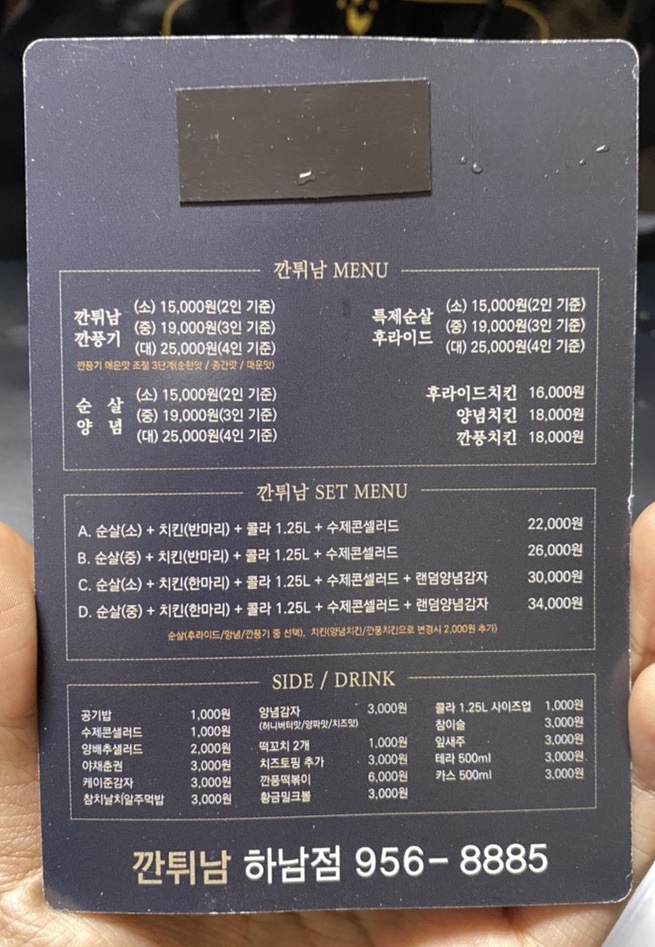 깐튀남 MENU
깐튀남 깐풍기
(소) 15,000원(2인 기준)
(중) 19,000원(3인 기준)
(대) 25,000원(4인 기준)
깐풍기 매운맛 조절 3단계(순한맛 / 중간맛 / 매운맛)
특제순살 후라이드
(소) 15,000원(2인 기준)
(중) 19,000원(3인 기준)
(대) 25,000원(4인 기준)
순살 양념
(소) 15,000원(2인 기준)
(중) 19,000원(3인 기준)
(대) 25,000원(4인 기준)
후라이드치킨 16,000원
양념치킨 18,000원
깐풍치킨 18,000원
깐튀남 SET MENU
A. 순살(소) + 치킨(반마리) + 콜라 1.25L + 수제콘셀러드 22,000원
B. 순살(중) + 치킨(반마리) + 콜라 1.25L + 수제콘셀러드 26,000원
C. 순살(소) + 치킨(한마리) + 콜라 1.25L + 수제콘셀러드 + 랜덤양념감자 30,000원
D. 순살(중) + 치킨(한마리) + 콜라 1.25L + 수제콘셀러드 + 랜덤양념감자 34,000원
순살(후라이드/양념/깐풍기 중 선택), 치킨(양념치킨/깐풍치킨으로 변경시 2,000원 추가)
SIDE / DRINK
공기밥 1,000원
수제콘샐러드 1,000원
양배추샐러드 2,000원
야채춘권 3,000원
케이준감자 3,000원
참치날치알주먹밥 3,000원
양념감자 3,000원
(허니버터맛/양파맛/치즈맛)
떡꼬치 2개 1,000원
치즈토핑 추가 3,000원
깐풍떡볶이 6,000원
황금밀크볼 3,000원
콜라 1.25L 사이즈업 1,000원
참이슬 3,000원
잎새주 3,000원
테라 500ml 3,000원
카스 500ml 3,000원
깐튀남 하남점 956- 8885